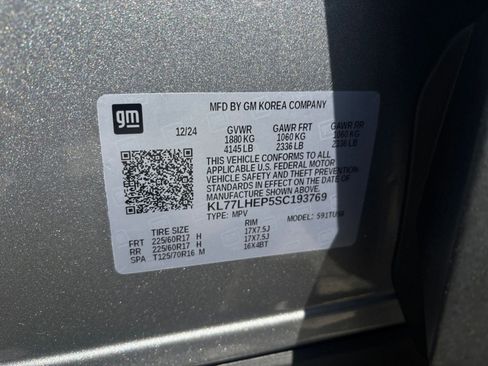 MFD BY GM KOREA COMPANY
gm
12/24 GVWR GAWR FRT GAWR RR
1880 KG 1060 KG 1060 KG
4145 LB 2336 LB 2336 LB
THIS VEHICLE CONFORMS TO ALL
APPLICABLE U.S. FEDERAL MOTOR
VEHICLE SAFETY AND THEFT PREVENTION
STANDARDS IN EFFECT ON THE DATE OF
MANUFACTURE SHOWN ABOVE.
KL77LHEP5SC193769
TYPE: MPV MODEL:
TIRE SIZE RIM
FRT 225/60R17 H 17X7.5J
RR 225/60R17 H 17X7.5J
SPA T125/70R16 M 16X4BT